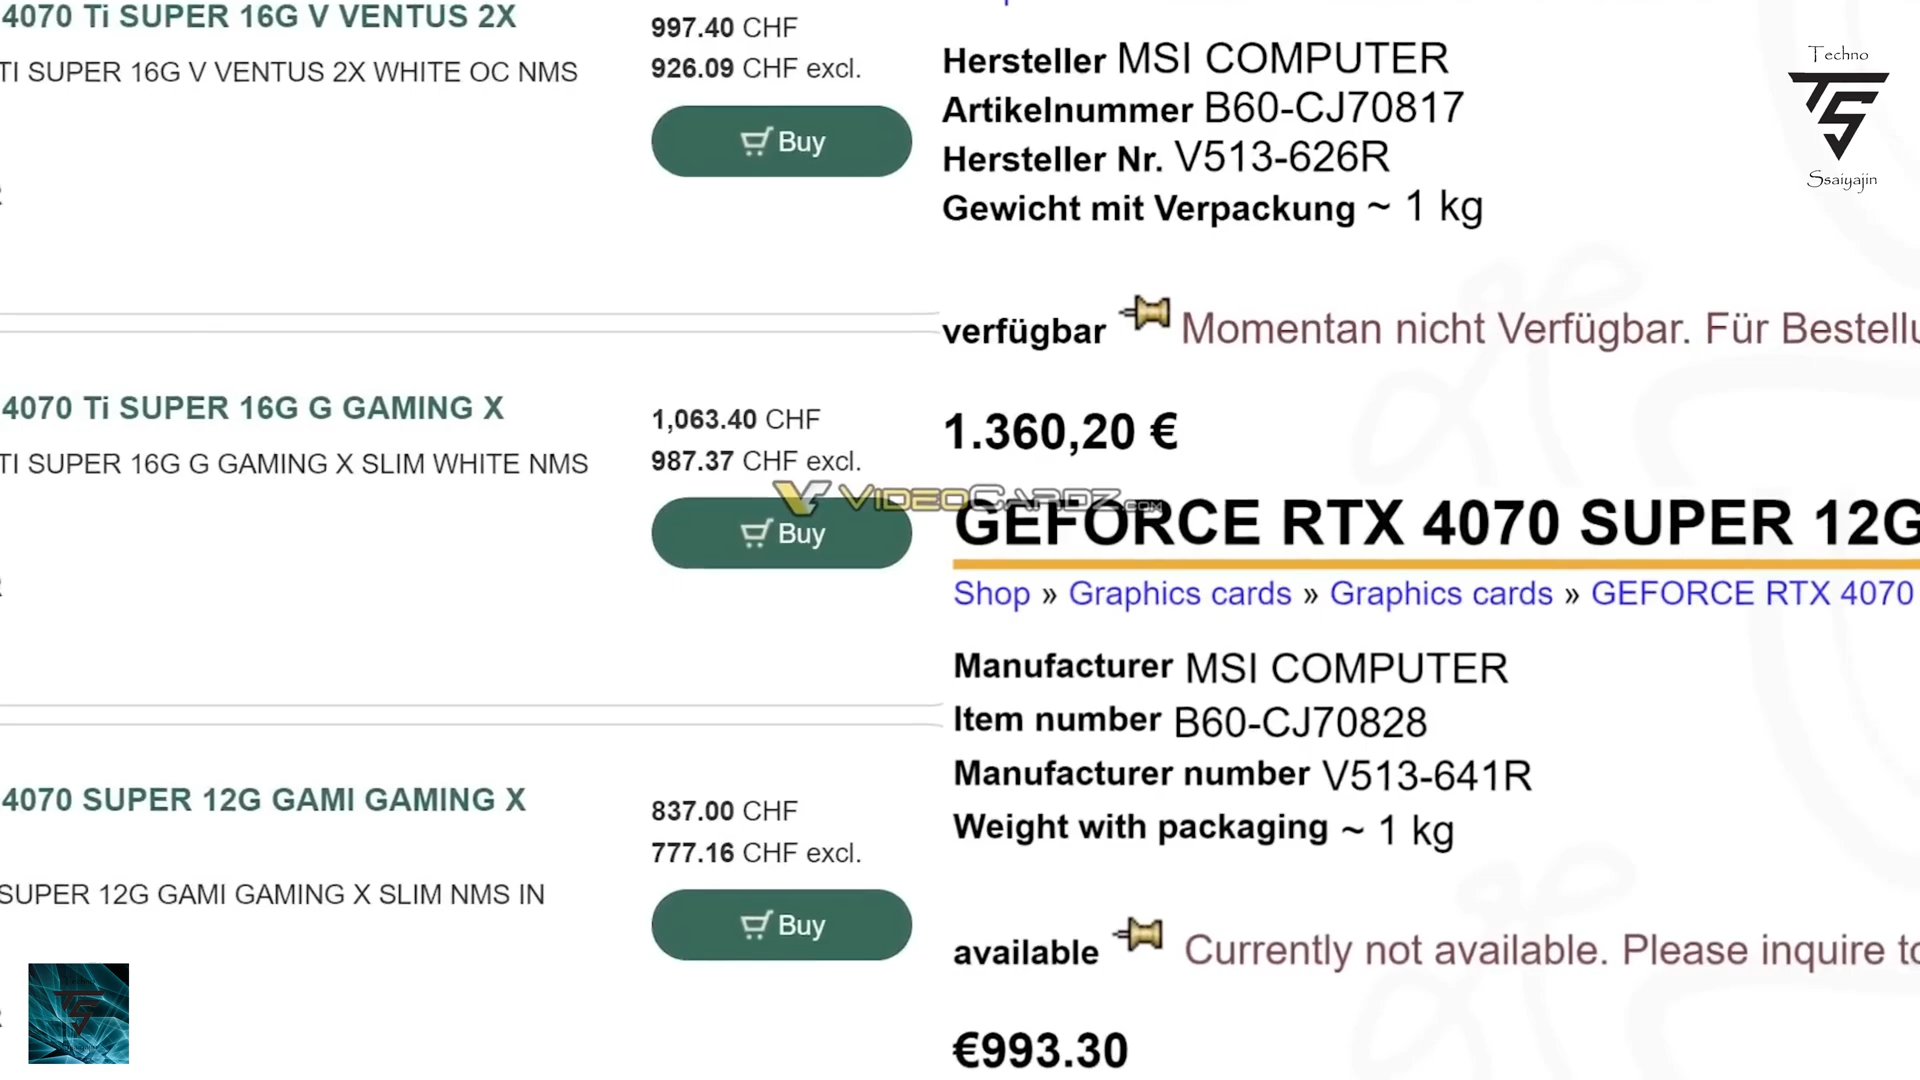 4070 Ti SUPER 16G V VENTUS 2X
TI SUPER 16G V VENTUS 2X WHITE OC NMS
997.40 CHF
926.09 CHF excl.
Buy
4070 Ti SUPER 16G G GAMING X
TI SUPER 16G G GAMING X SLIM WHITE NMS
1,063.40 CHF
987.37 CHF excl.
Buy
4070 SUPER 12G GAMI GAMING X
SUPER 12G GAMI GAMING X SLIM NMS IN
837.00 CHF
777.16 CHF excl.
Buy
Hersteller MSI COMPUTER
Artikelnummer B60-CJ70817
Hersteller Nr. V513-626R
Gewicht mit Verpackung ~ 1 kg
verfügbar Momentan nicht Verfügbar. Für Bestellu
1.360,20 €
VIDEOCARDZ.COM
GEFORCE RTX 4070 SUPER 12G
Shop » Graphics cards » Graphics cards » GEFORCE RTX 4070
Manufacturer MSI COMPUTER
Item number B60-CJ70828
Manufacturer number V513-641R
Weight with packaging ~ 1 kg
available Currently not available. Please inquire to
€993.30
Techno
TS
Ssaiyajin